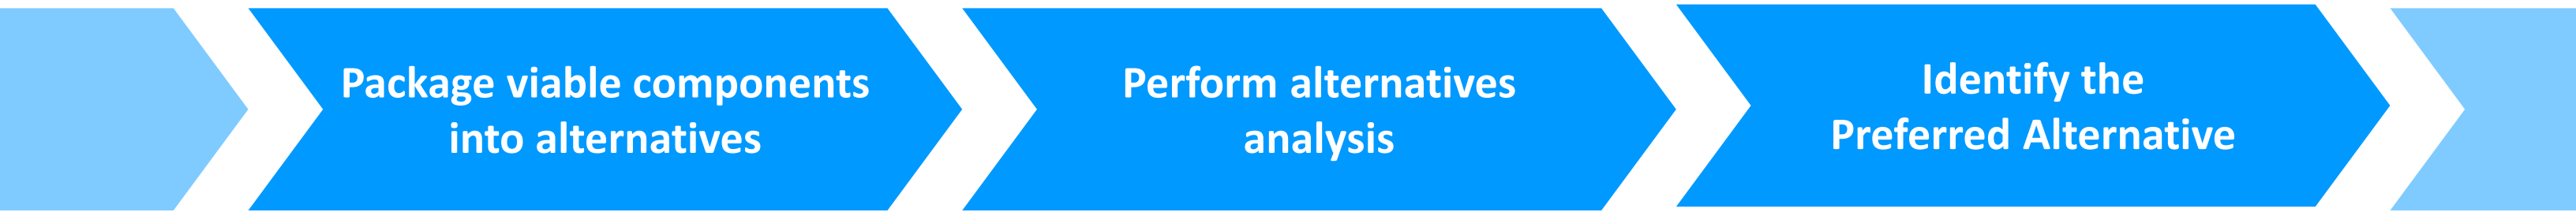 Package viable components
into alternatives
Perform alternatives
analysis
Identify the
Preferred Alternative